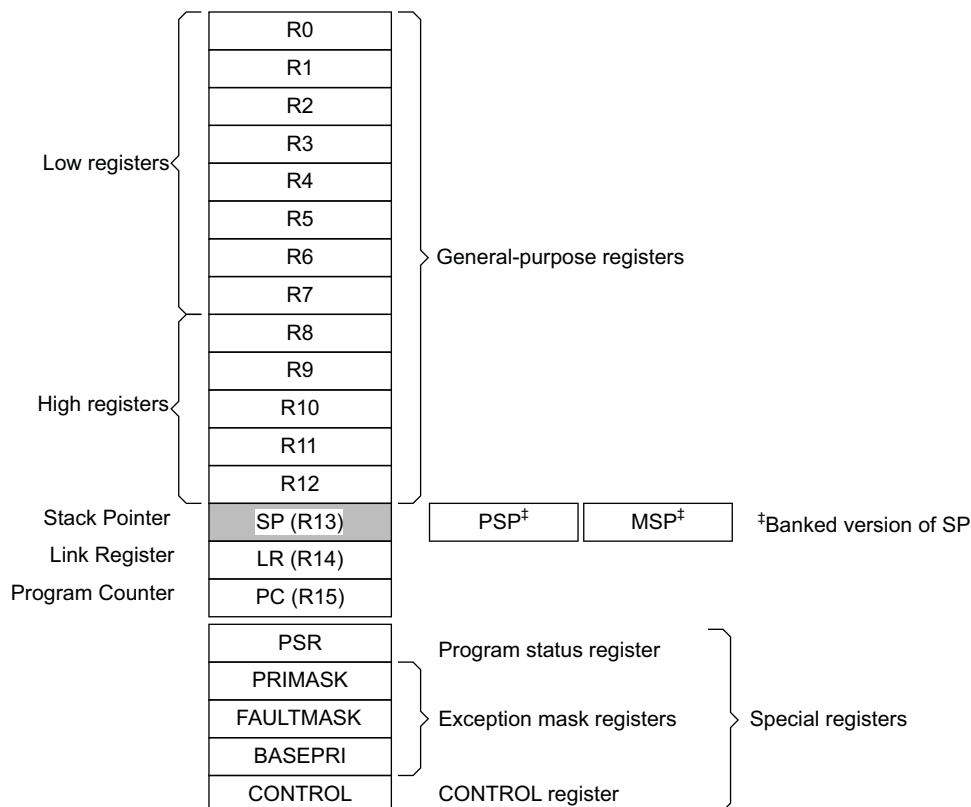 R0
R1
R2
R3
Low registers
R4
R5
R6
General-purpose registers
R7
R8
R9
High registers
R10
R11
R12
Stack Pointer
SP (R13)
PSP‡
MSP‡
‡Banked version of SP
Link Register
LR (R14)
Program Counter
PC (R15)
PSR
Program status register
PRIMASK
FAULTMASK
Exception mask registers
Special registers
BASEPRI
CONTROL
CONTROL register